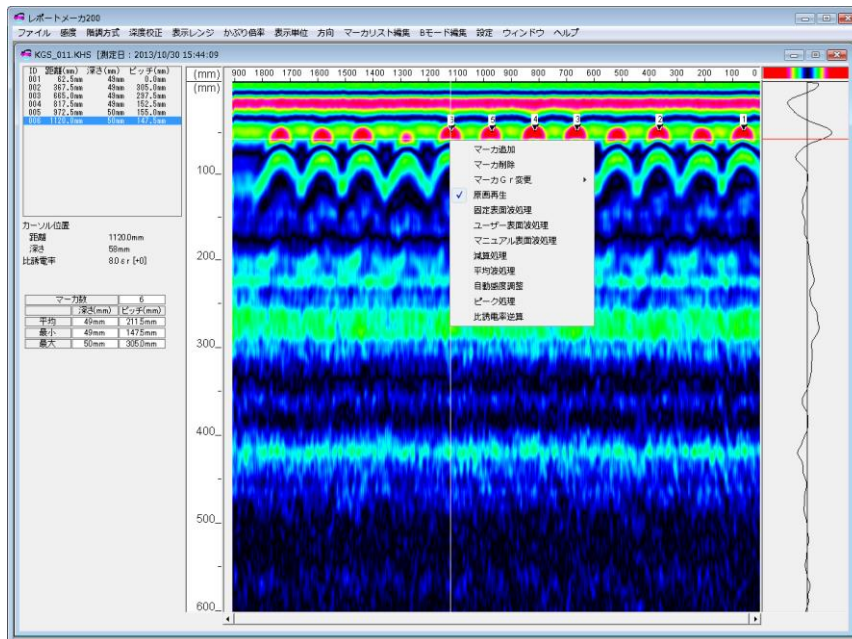 レポートメーカ200
ファイル 感度 階調方式 深度校正 表示レンジ かぶり倍率 表示単位 方向 マーカリスト編集 Bモード編集 設定 ウィンドウ ヘルプ
KGS_011.KHS [測定日 : 2013/10/30 15:44:09]
ID 距離(mm) 深さ(mm) ピッチ(mm)
001 62.5mm 49mm 0.0mm
002 367.5mm 49mm 305.0mm
003 665.0mm 49mm 297.5mm
004 817.5mm 49mm 152.5mm
005 972.5mm 50mm 155.0mm
006 1120.0mm 50mm 147.5mm
カーソル位置
距離 1120.0mm
深さ 58mm
比誘電率 8.0εr [+0]
マーカ数 6
深さ(mm) ピッチ(mm)
平均 49mm 211.5mm
最小 49mm 147.5mm
最大 50mm 305.0mm
(mm) 900 1800 1700 1600 1500 1400 1300 1200 1100 1000 900 800 700 600 500 400 300 200 100 0
(mm)
5 4 3 2 1
100
200
300
400
500
600
マーカ追加
マーカ削除
マーカGr変更
原画再生
固定表面波処理
ユーザー表面波処理
マニュアル表面波処理
減算処理
平均波処理
自動感度調整
ピーク処理
比誘電率逆算